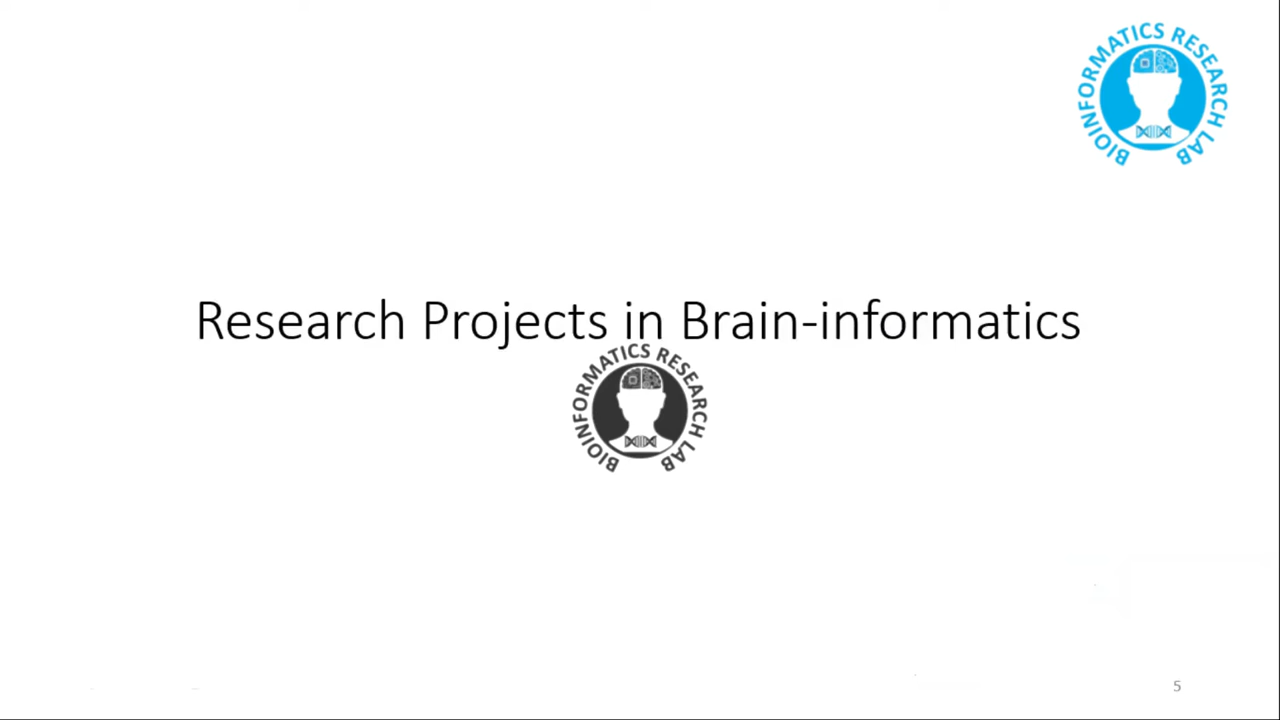 BIOINFORMATICS RESEARCH LAB
Research Projects in Brain-informatics
BIOINFORMATICS RESEARCH LAB
5